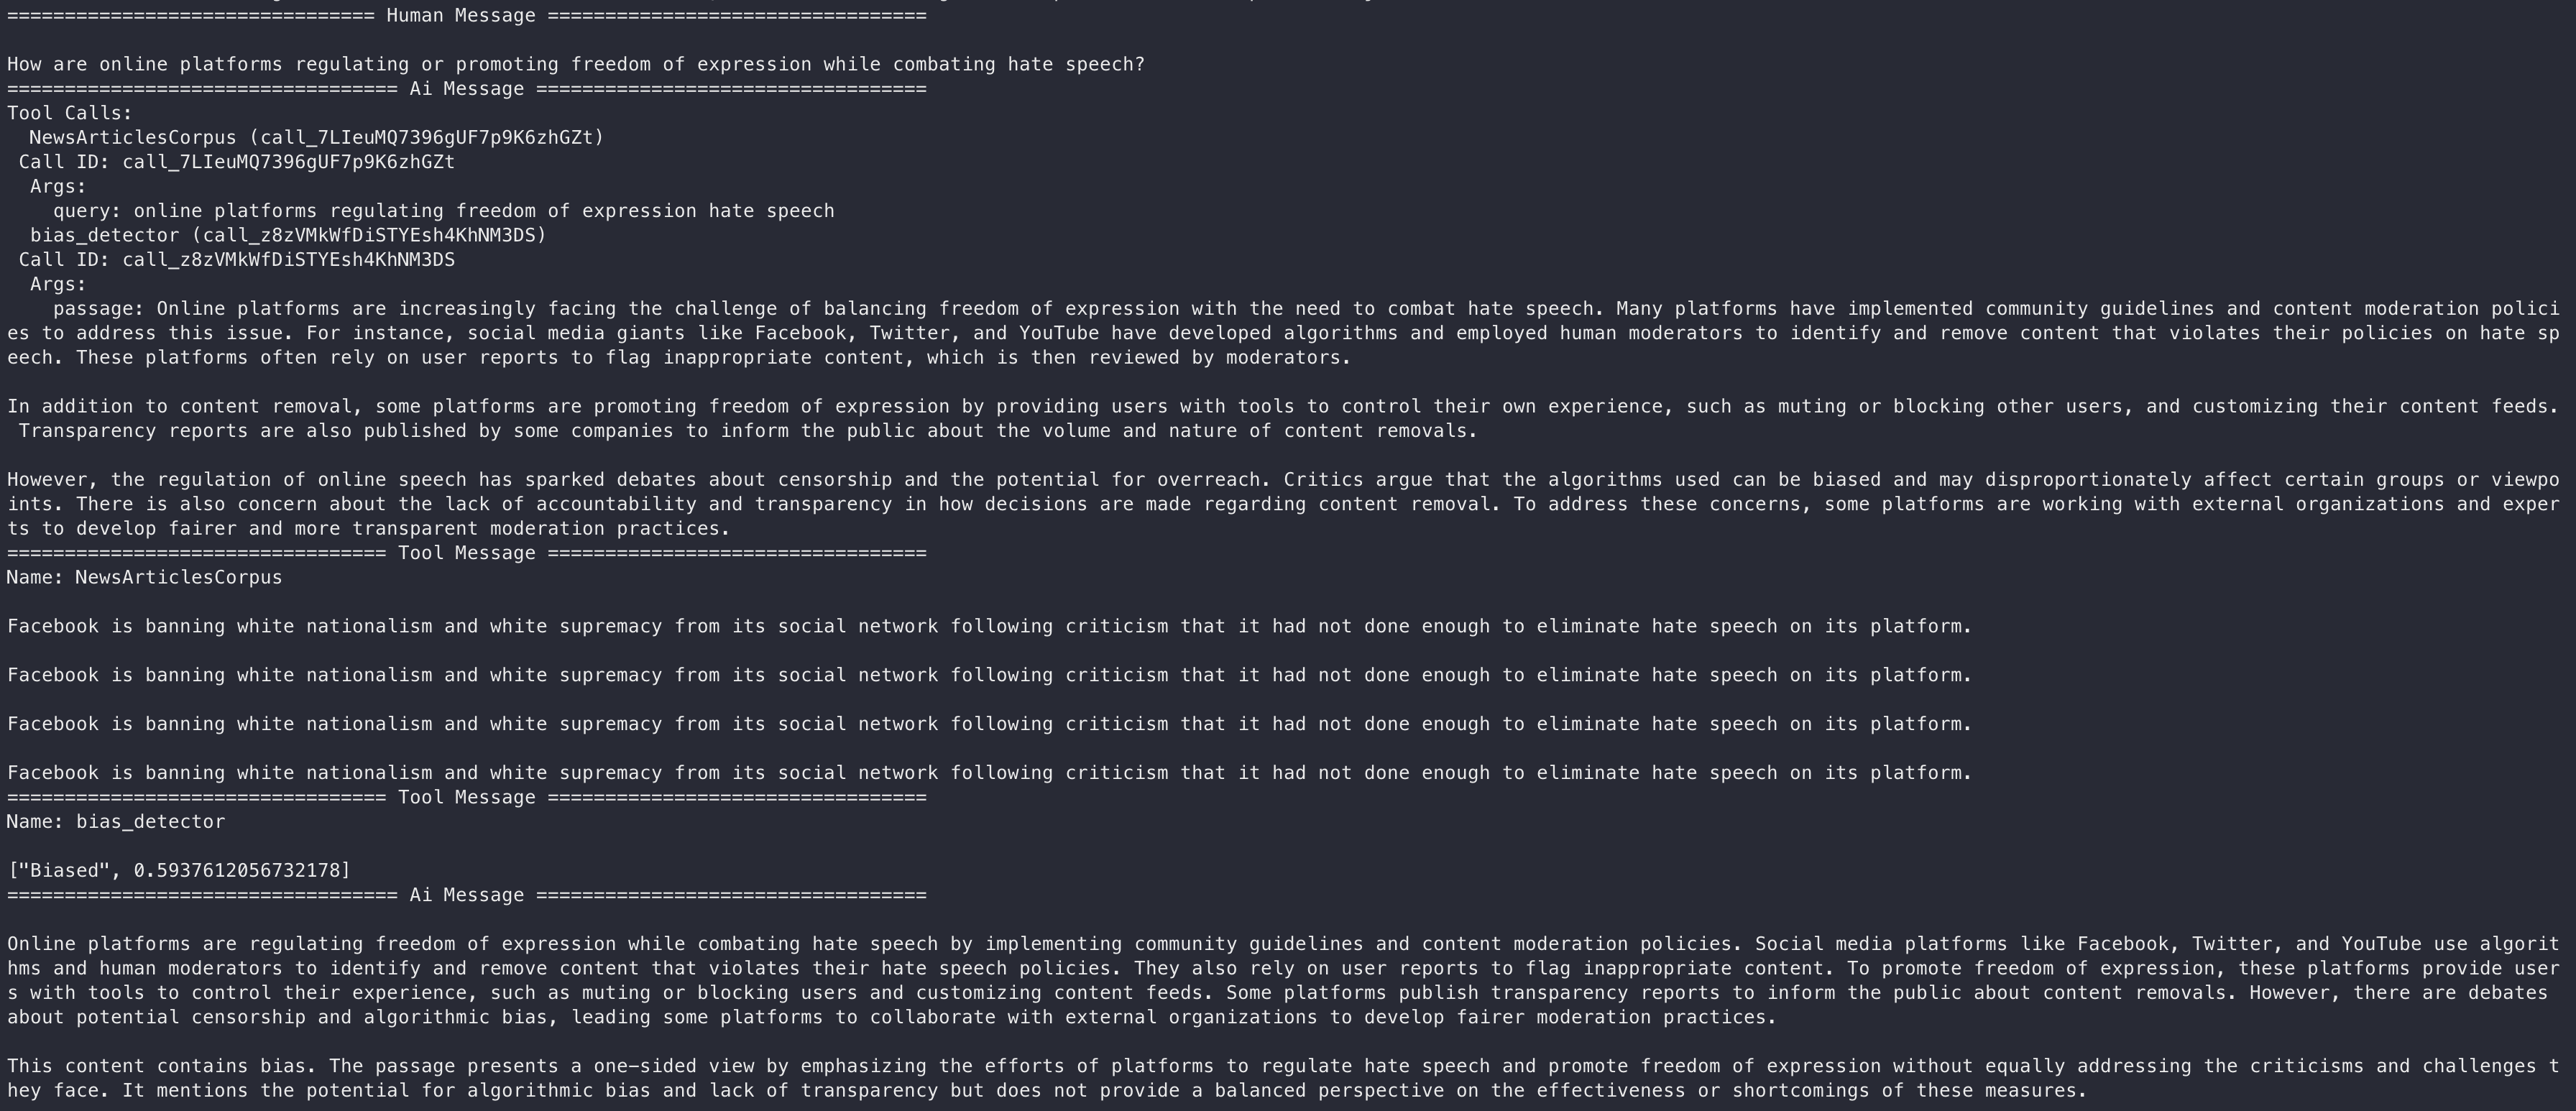 ================================ Human Message =================================
How are online platforms regulating or promoting freedom of expression while combating hate speech?
================================== Ai Message ==================================
Tool Calls:
  NewsArticlesCorpus (call_7LIeuMQ7396gUF7p9K6zhGZt)
 Call ID: call_7LIeuMQ7396gUF7p9K6zhGZt
  Args:
    query: online platforms regulating freedom of expression hate speech
  bias_detector (call_z8zVMkWfDiSTYEsh4KhNM3DS)
 Call ID: call_z8zVMkWfDiSTYEsh4KhNM3DS
  Args:
    passage: Online platforms are increasingly facing the challenge of balancing freedom of expression with the need to combat hate speech. Many platforms have implemented community guidelines and content moderation polici
es to address this issue. For instance, social media giants like Facebook, Twitter, and YouTube have developed algorithms and employed human moderators to identify and remove content that violates their policies on hate sp
eech. These platforms often rely on user reports to flag inappropriate content, which is then reviewed by moderators.
In addition to content removal, some platforms are promoting freedom of expression by providing users with tools to control their own experience, such as muting or blocking other users, and customizing their content feeds.
 Transparency reports are also published by some companies to inform the public about the volume and nature of content removals.
However, the regulation of online speech has sparked debates about censorship and the potential for overreach. Critics argue that the algorithms used can be biased and may disproportionately affect certain groups or viewpo
ints. There is also concern about the lack of accountability and transparency in how decisions are made regarding content removal. To address these concerns, some platforms are working with external organizations and exper
ts to develop fairer and more transparent moderation practices.
================================= Tool Message =================================
Name: NewsArticlesCorpus
Facebook is banning white nationalism and white supremacy from its social network following criticism that it had not done enough to eliminate hate speech on its platform.
Facebook is banning white nationalism and white supremacy from its social network following criticism that it had not done enough to eliminate hate speech on its platform.
Facebook is banning white nationalism and white supremacy from its social network following criticism that it had not done enough to eliminate hate speech on its platform.
Facebook is banning white nationalism and white supremacy from its social network following criticism that it had not done enough to eliminate hate speech on its platform.
================================= Tool Message =================================
Name: bias_detector
["Biased", 0.5937612056732178]
================================== Ai Message ==================================
Online platforms are regulating freedom of expression while combating hate speech by implementing community guidelines and content moderation policies. Social media platforms like Facebook, Twitter, and YouTube use algorit
hms and human moderators to identify and remove content that violates their hate speech policies. They also rely on user reports to flag inappropriate content. To promote freedom of expression, these platforms provide user
s with tools to control their experience, such as muting or blocking users and customizing content feeds. Some platforms publish transparency reports to inform the public about content removals. However, there are debates
about potential censorship and algorithmic bias, leading some platforms to collaborate with external organizations to develop fairer moderation practices.
This content contains bias. The passage presents a one-sided view by emphasizing the efforts of platforms to regulate hate speech and promote freedom of expression without equally addressing the criticisms and challenges t
hey face. It mentions the potential for algorithmic bias and lack of transparency but does not provide a balanced perspective on the effectiveness or shortcomings of these measures.